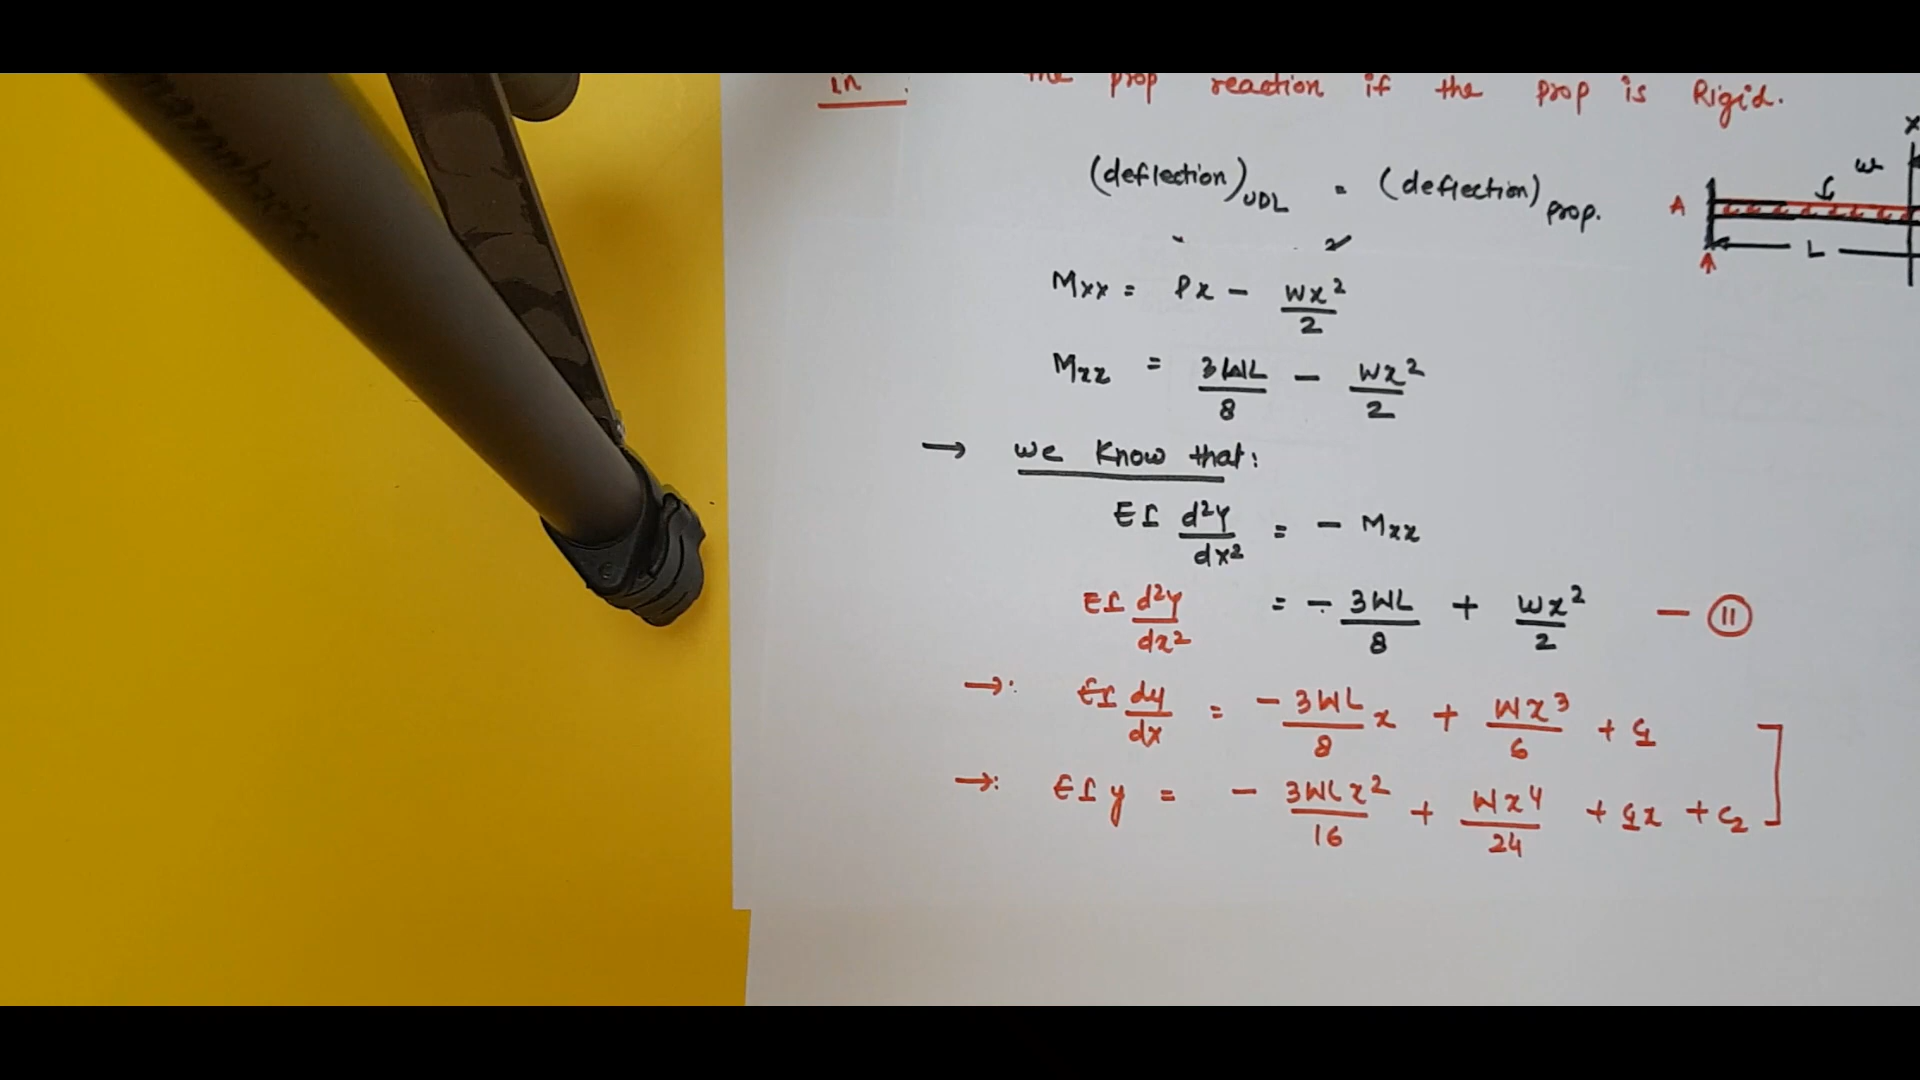 In : the prop reaction if the prop is Rigid.
(deflection)UDL = (deflection)prop.
Mxx = Px - Wx²/2
Mxx = 3WL/8 - Wx²/2
→ we know that:
EI d²y/dx² = - Mxx
EI d²y/dx² = - 3WL/8 + Wx²/2 - II
→: EI dy/dx = - 3WL/8 x + Wx³/6 + C₁
→: EI y = - 3WLx²/16 + Wx⁴/24 + C₁x + C₂
x
w
A
L